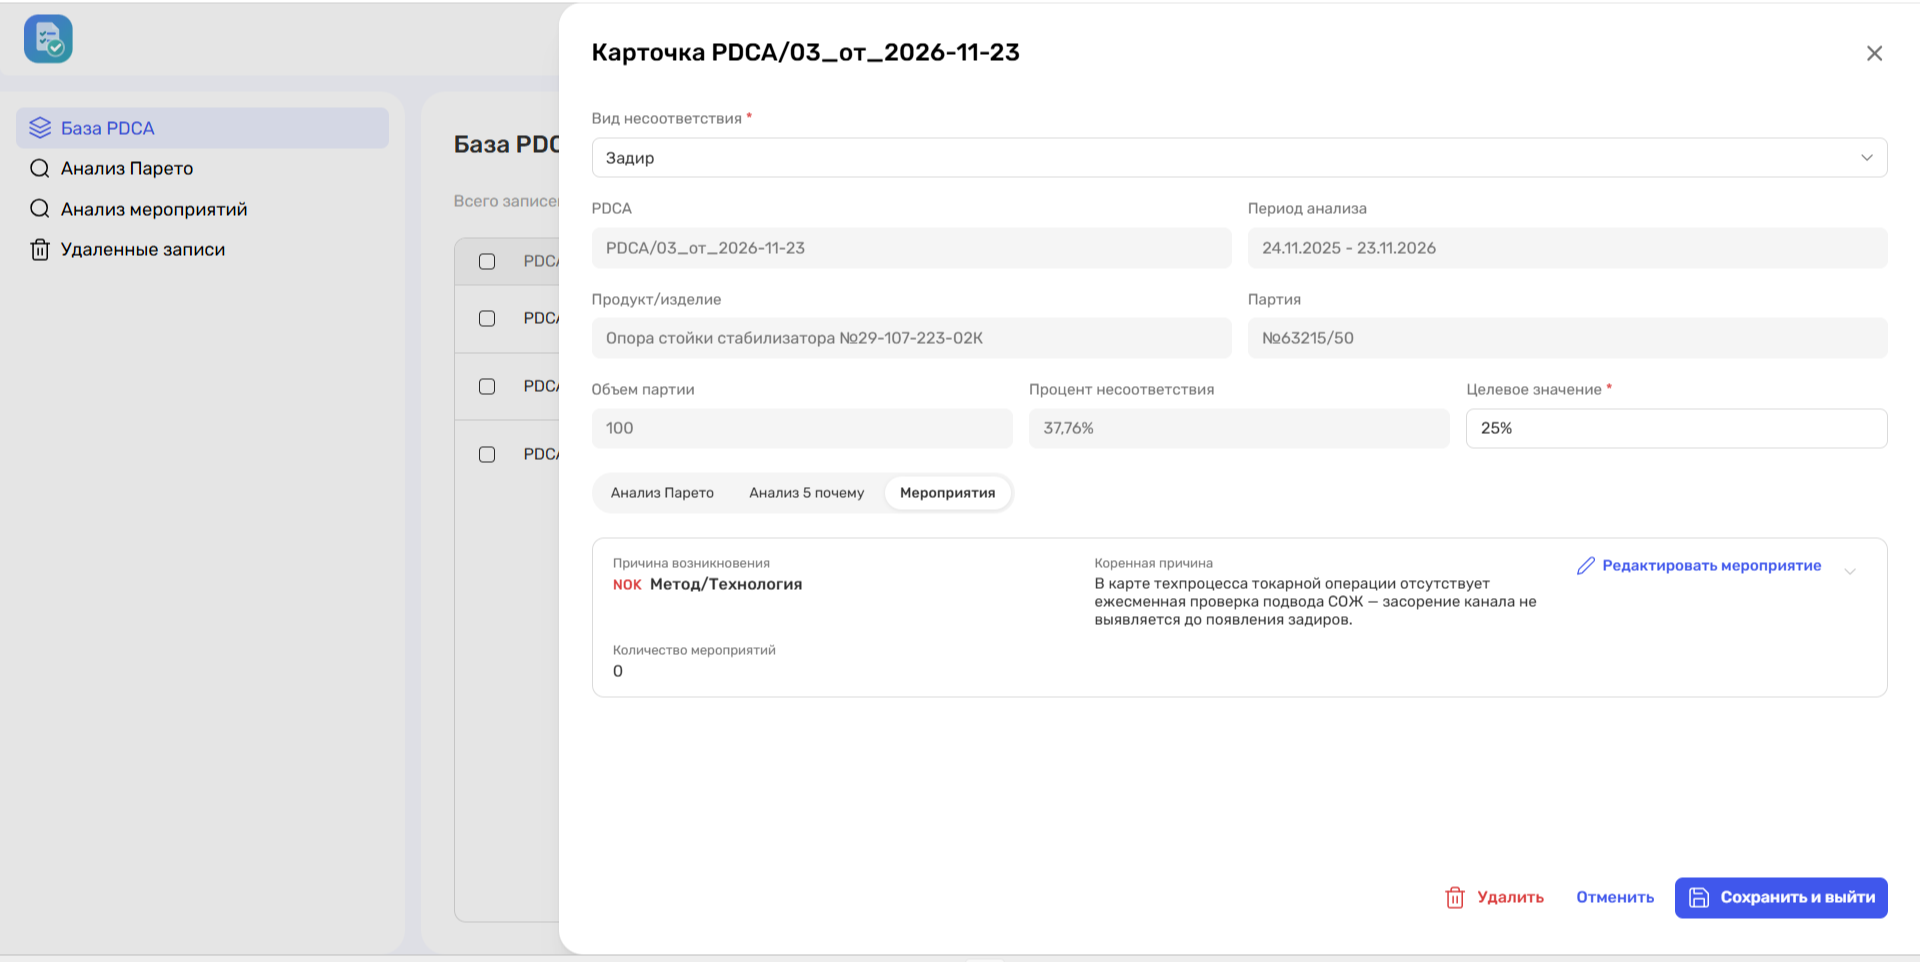 База PDCA
Анализ Парето
Анализ мероприятий
Удаленные записи
База PDC
Всего записе
PDC
PDC
PDC
PDC
Карточка PDCA/03_от_2026-11-23
Вид несоответствия *
Задир
PDCA
Период анализа
PDCA/03_от_2026-11-23
24.11.2025 - 23.11.2026
Продукт/изделие
Партия
Опора стойки стабилизатора №29-107-223-02К
№63215/50
Объем партии
Процент несоответствия
Целевое значение *
100
37,76%
25%
Анализ Парето
Анализ 5 почему
Мероприятия
Причина возникновения
NOK Метод/Технология
Коренная причина
В карте техпроцесса токарной операции отсутствует
ежесменная проверка подвода СОЖ — засорение канала не
выявляется до появления задиров.
Редактировать мероприятие
Количество мероприятий
0
Удалить
Отменить
Сохранить и выйти